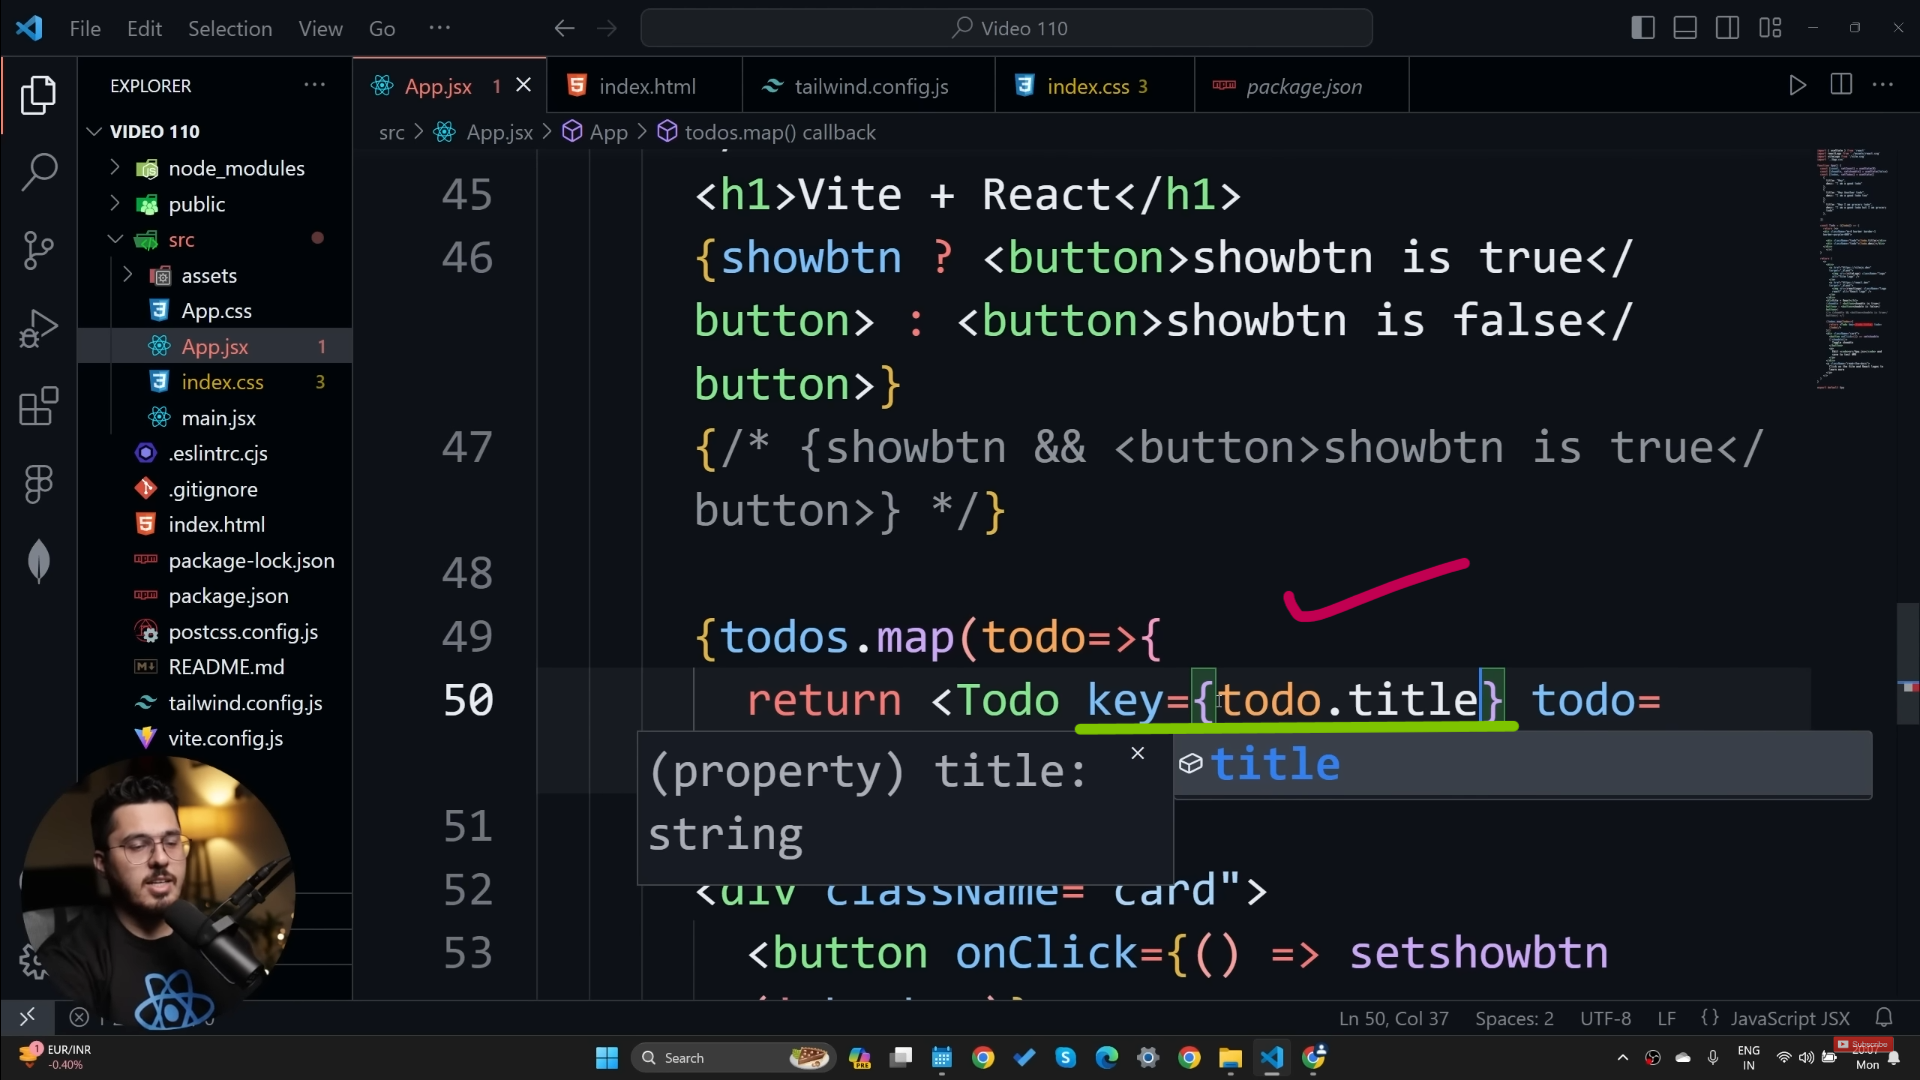 File Edit Selection View Go ··· Video 110
EXPLORER ···
App.jsx 1
index.html
tailwind.config.js
index.css 3
package.json
src > App.jsx > App > todos.map() callback
VIDEO 110
node_modules
public
src
assets
App.css
App.jsx 1
index.css 3
main.jsx
.eslintrc.cjs
.gitignore
index.html
package-lock.json
package.json
postcss.config.js
README.md
tailwind.config.js
vite.config.js
45 <h1>Vite + React</h1>
46 {showbtn ? <button>showbtn is true</
button> : <button>showbtn is false</
button>}
47 {/* {showbtn && <button>showbtn is true</
button>} */}
48
49 {todos.map(todo=>{
50 return <Todo key={todo.title} todo=
(property) title:
string
title
51
52 <div className="card">
53 <button onClick={() => setshowbtn
Ln 50, Col 37 Spaces: 2 UTF-8 LF {} JavaScript JSX
1 EUR/INR
-0.40%
Search
PRE
ENG
IN
Subscribe
20:07
Mon